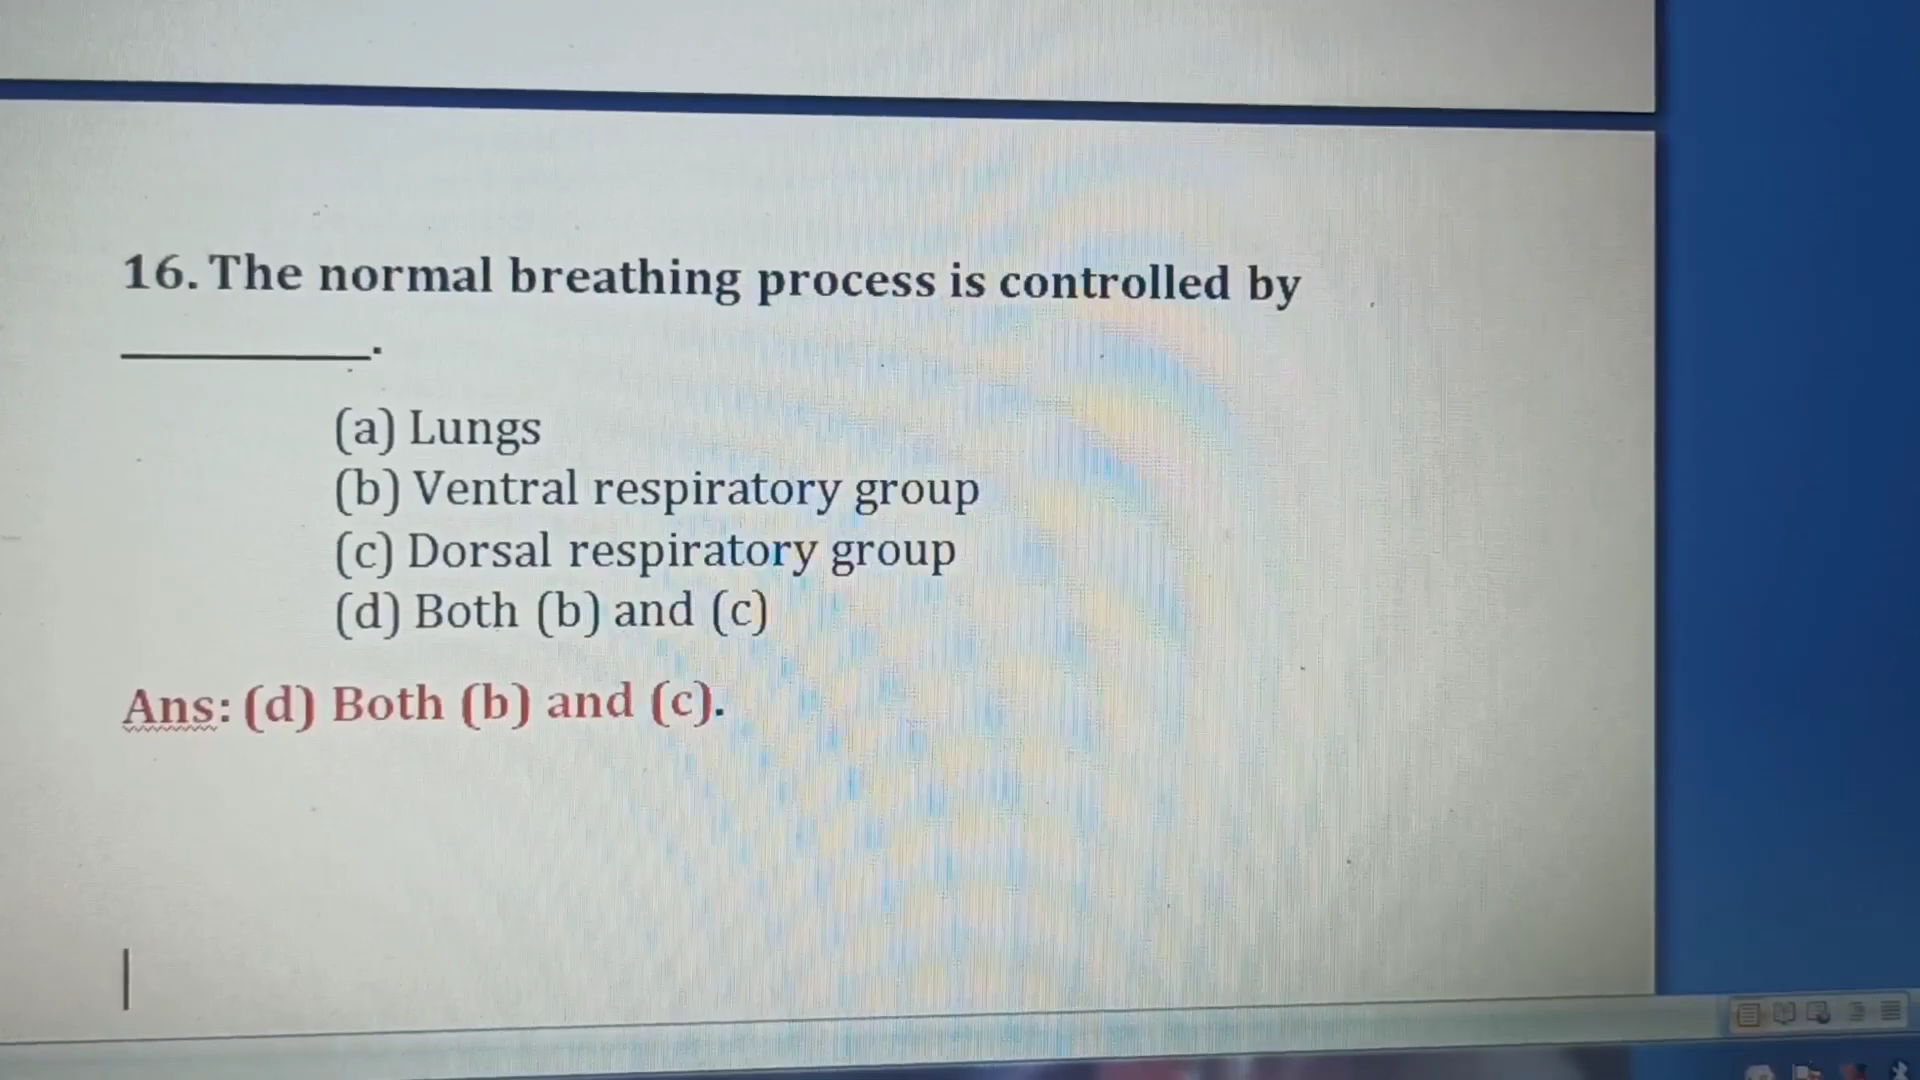 16. The normal breathing process is controlled by
__________.
(a) Lungs
(b) Ventral respiratory group
(c) Dorsal respiratory group
(d) Both (b) and (c)
Ans: (d) Both (b) and (c).